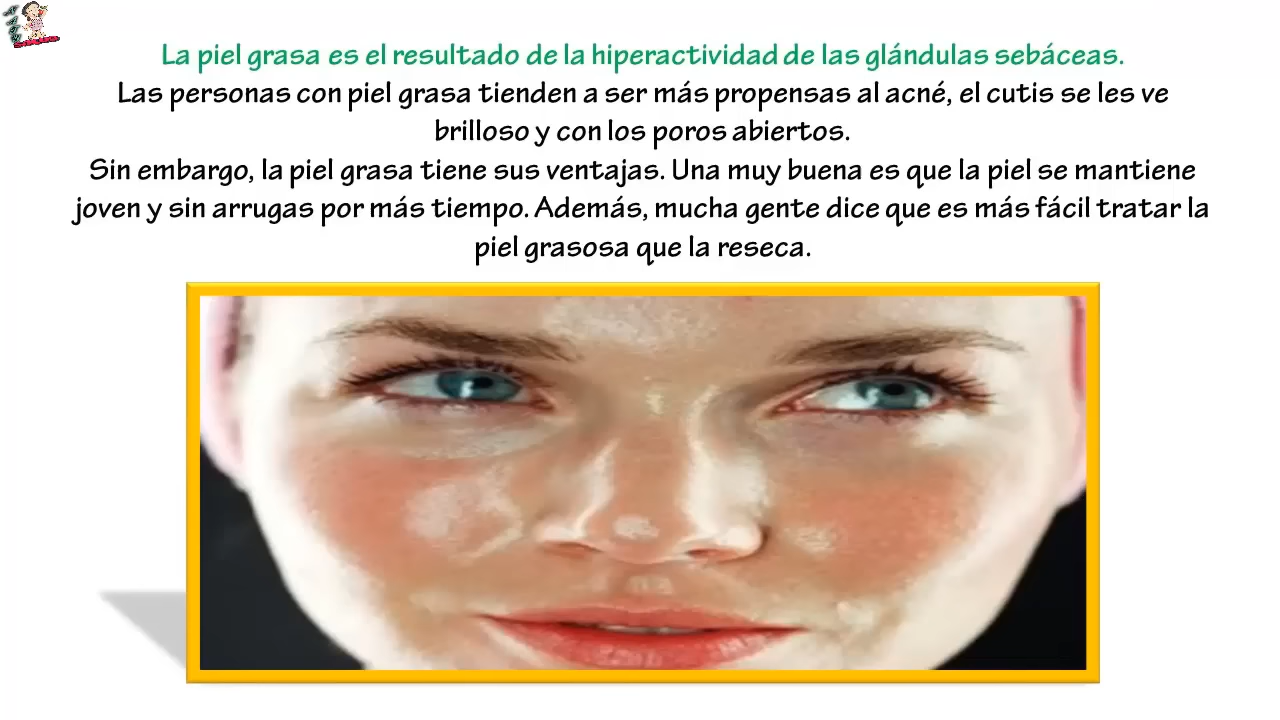 La piel grasa es el resultado de la hiperactividad de las glándulas sebáceas.
Las personas con piel grasa tienden a ser más propensas al acné, el cutis se les ve
brilloso y con los poros abiertos.
Sin embargo, la piel grasa tiene sus ventajas. Una muy buena es que la piel se mantiene
joven y sin arrugas por más tiempo. Además, mucha gente dice que es más fácil tratar la
piel grasosa que la reseca.